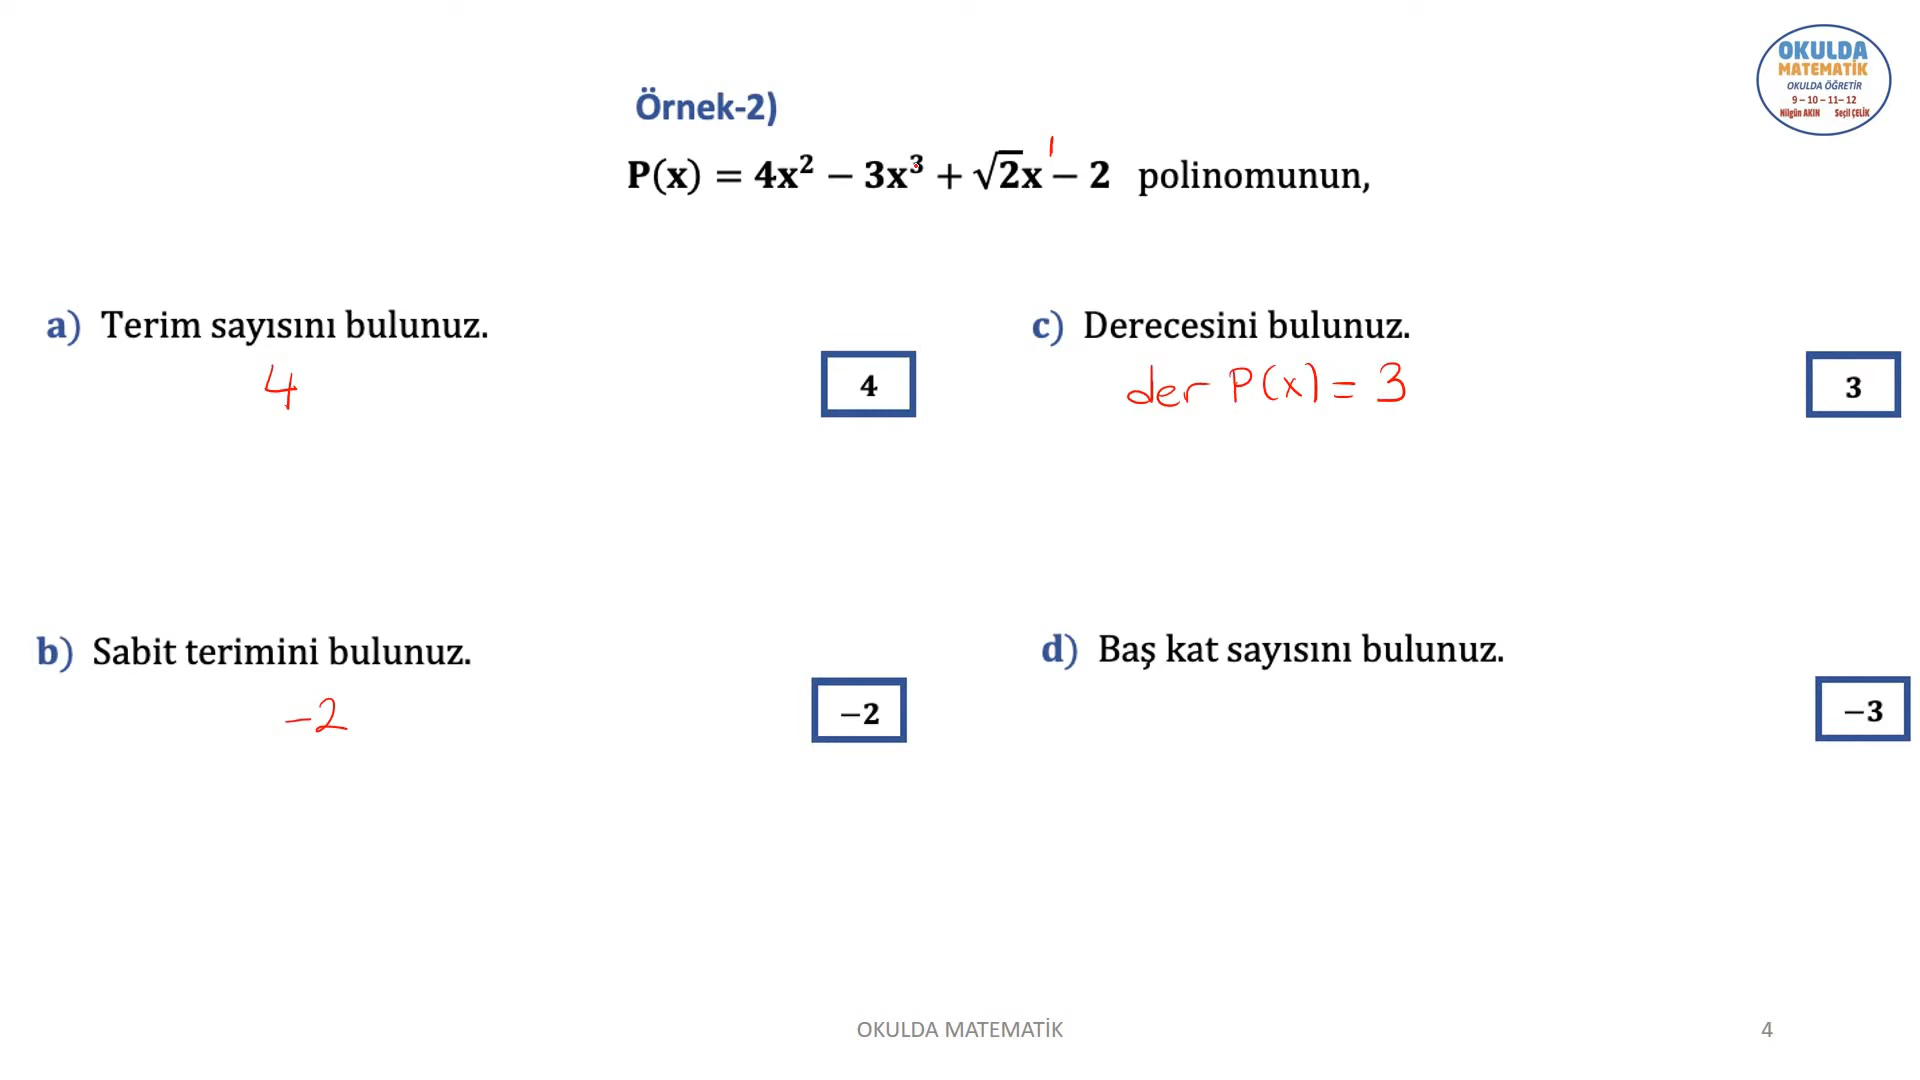 OKULDA
MATEMATİK
OKULDA ÖĞRETİR
9 – 10 – 11– 12
Nilgün AKIN Seçil ÇELİK
Örnek-2)
P(x) = 4x² − 3x³ + √2x − 2 polinomunun,
1
a) Terim sayısını bulunuz.
4
4
c) Derecesini bulunuz.
der P(x) = 3
3
b) Sabit terimini bulunuz.
−2
−2
d) Baş kat sayısını bulunuz.
−3
OKULDA MATEMATİK
4